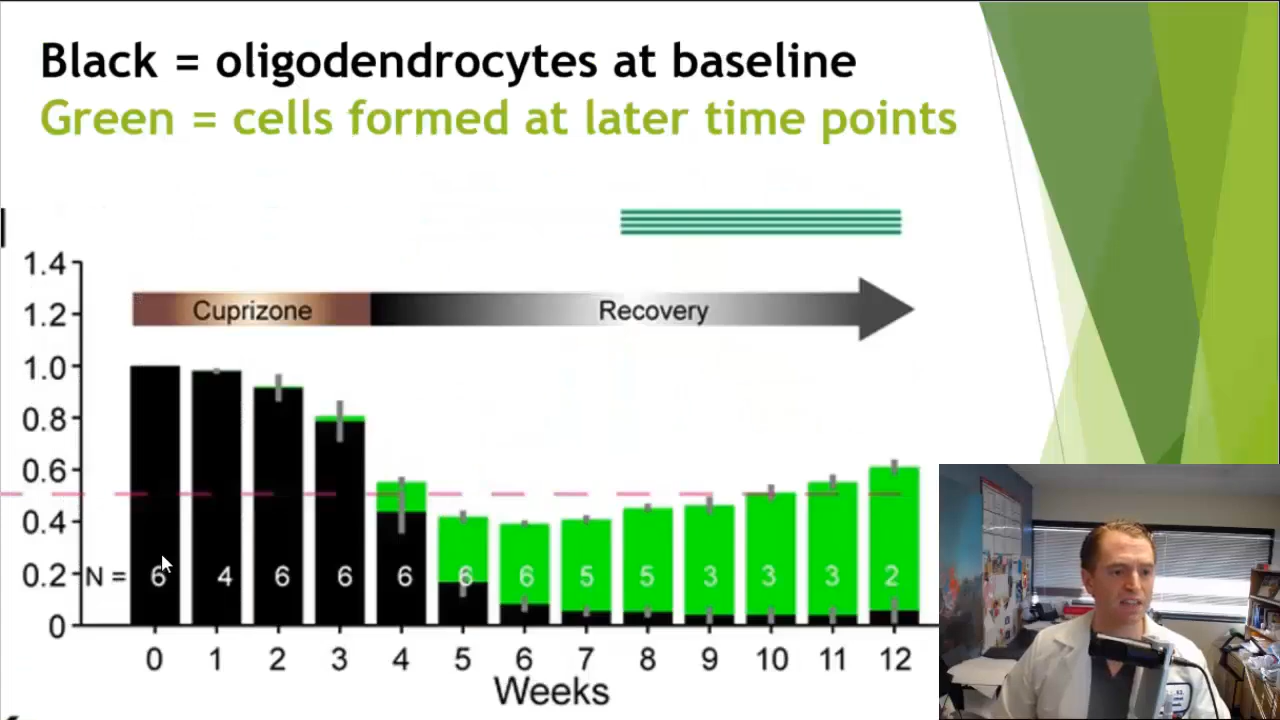 Black = oligodendrocytes at baseline
Green = cells formed at later time points
1.4
1.2
1.0
0.8
0.6
0.4
0.2
0
Cuprizone
Recovery
N = 6 4 6 6 6 6 6 5 5 3 3 3 2
0 1 2 3 4 5 6 7 8 9 10 11 12
Weeks